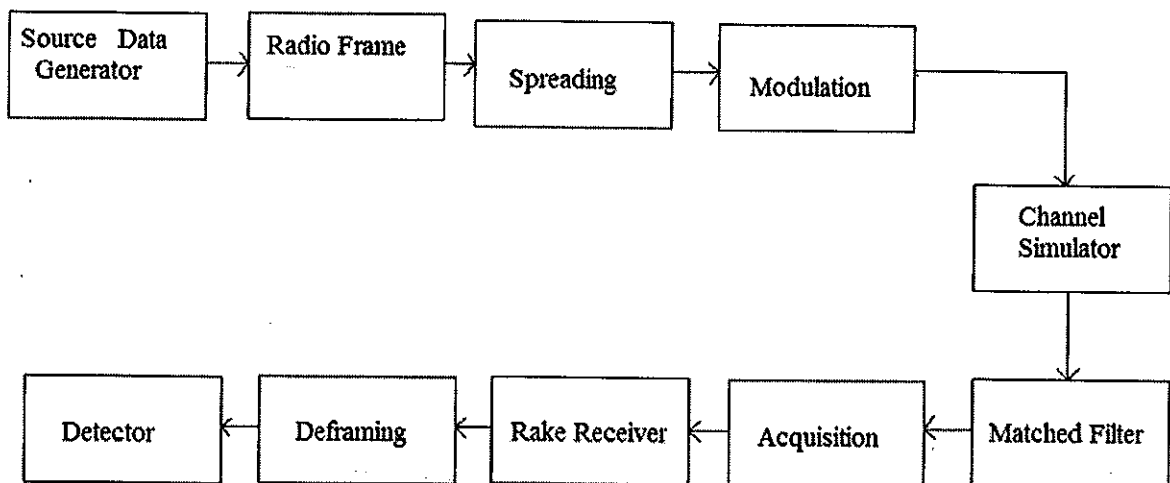 Source Data
Generator
Radio Frame
Spreading
Modulation
Channel
Simulator
Detector
Deframing
Rake Receiver
Acquisition
Matched Filter